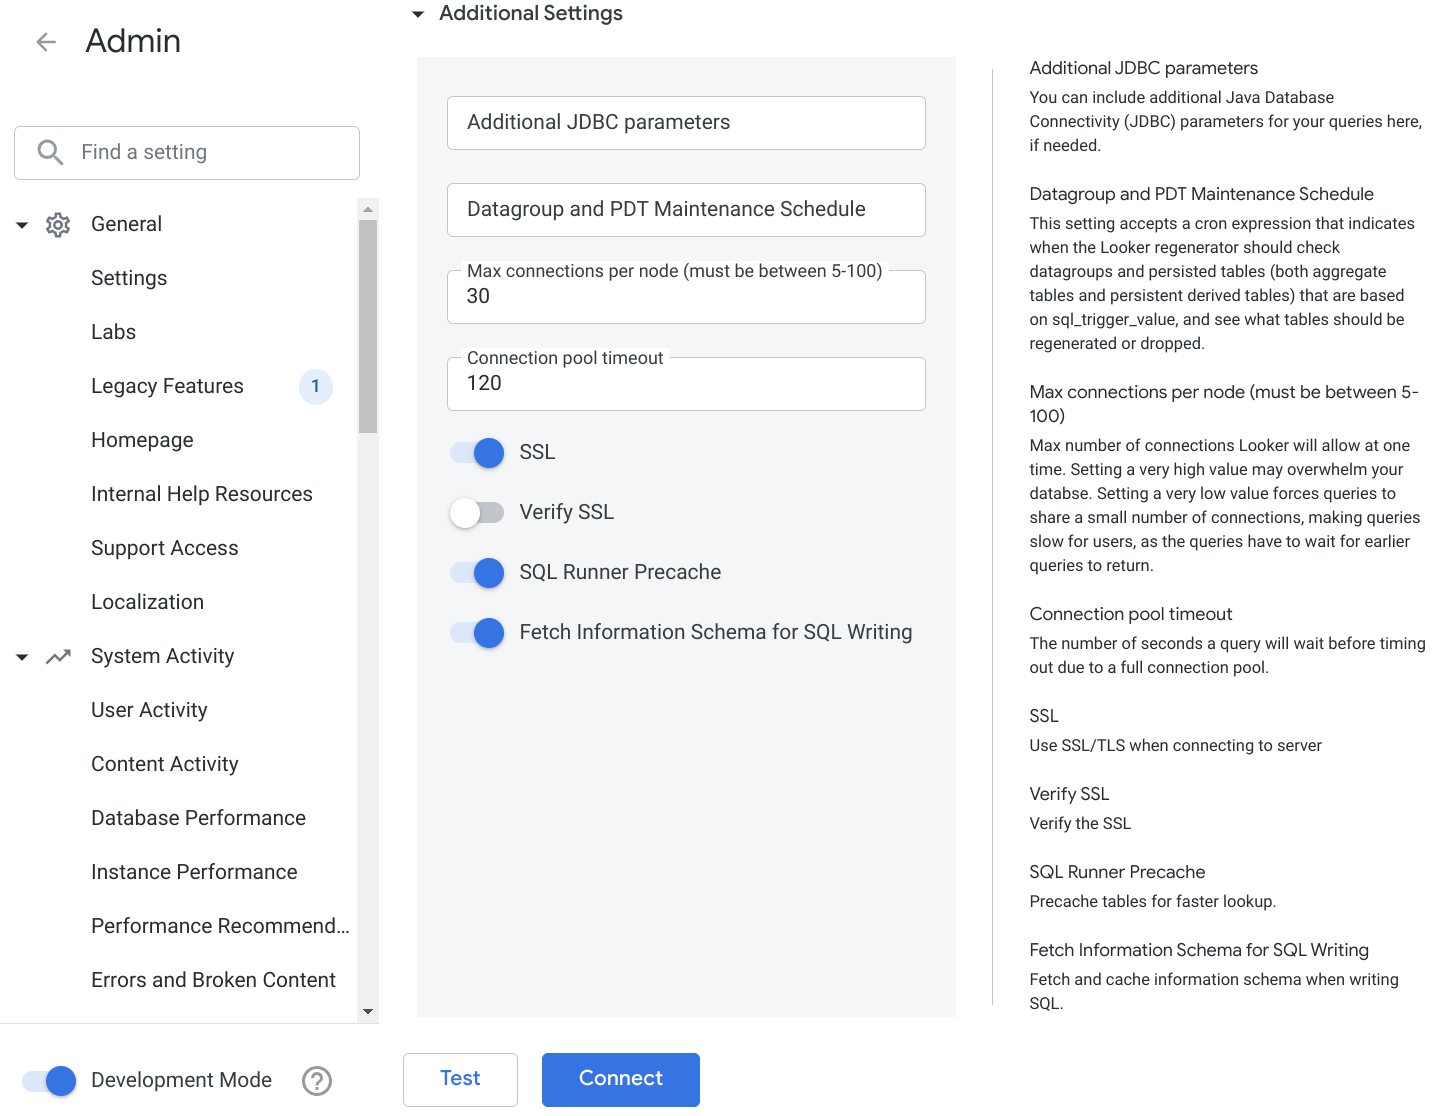 Admin
Find a setting
General
Settings
Labs
Legacy Features 1
Homepage
Internal Help Resources
Support Access
Localization
System Activity
User Activity
Content Activity
Database Performance
Instance Performance
Performance Recommend...
Errors and Broken Content
Development Mode
Additional Settings
Additional JDBC parameters
Datagroup and PDT Maintenance Schedule
Max connections per node (must be between 5-100)
30
Connection pool timeout
120
SSL
Verify SSL
SQL Runner Precache
Fetch Information Schema for SQL Writing
Test
Connect
Additional JDBC parameters
You can include additional Java Database
Connectivity (JDBC) parameters for your queries here,
if needed.
Datagroup and PDT Maintenance Schedule
This setting accepts a cron expression that indicates
when the Looker regenerator should check
datagroups and persisted tables (both aggregate
tables and persistent derived tables) that are based
on sql_trigger_value, and see what tables should be
regenerated or dropped.
Max connections per node (must be between 5-
100)
Max number of connections Looker will allow at one
time. Setting a very high value may overwhelm your
databse. Setting a very low value forces queries to
share a small number of connections, making queries
slow for users, as the queries have to wait for earlier
queries to return.
Connection pool timeout
The number of seconds a query will wait before timing
out due to a full connection pool.
SSL
Use SSL/TLS when connecting to server
Verify SSL
Verify the SSL
SQL Runner Precache
Precache tables for faster lookup.
Fetch Information Schema for SQL Writing
Fetch and cache information schema when writing
SQL.